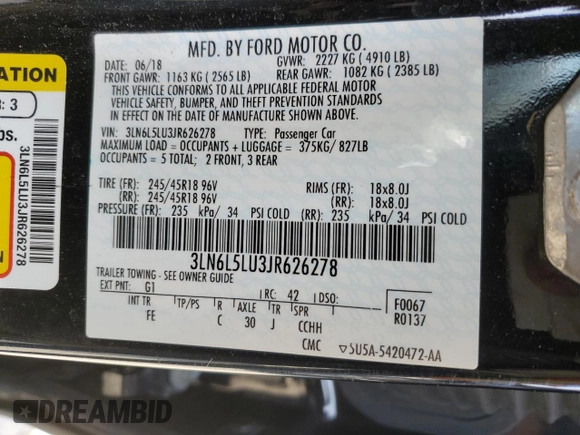 MFD. BY FORD MOTOR CO.
DATE: 06/18 GVWR: 2227 KG ( 4910 LB)
FRONT GAWR: 1163 KG ( 2565 LB) REAR GAWR: 1082 KG ( 2385 LB)
THIS VEHICLE CONFORMS TO ALL APPLICABLE FEDERAL MOTOR
VEHICLE SAFETY, BUMPER, AND THEFT PREVENTION STANDARDS
IN EFFECT ON THE DATE OF MANUFACTURE SHOWN ABOVE.
VIN: 3LN6L5LU3JR626278 TYPE: Passenger Car
MAXIMUM LOAD = OCCUPANTS + LUGGAGE = 375KG/ 827LB
OCCUPANTS = 5 TOTAL; 2 FRONT, 3 REAR
TIRE (FR): 245/45R18 96V RIMS (FR): 18x8.0J
(RR): 245/45R18 96V (RR): 18x8.0J
PRESSURE (FR): 235 kPa/ 34 PSI COLD (RR): 235 kPa/ 34 PSI COLD
3LN6L5LU3JR626278
TRAILER TOWING - SEE OWNER GUIDE
EXT PNT: G1 RC: 42 DSO: F0067
INT TR TP/PS R AXLE TR SPR R0137
FE C 30 J CCHH
CMC ▽SU5A-5420472-AA
ATION
: 3
bs.
3LN6L5LU3JR626278
DREAMBID